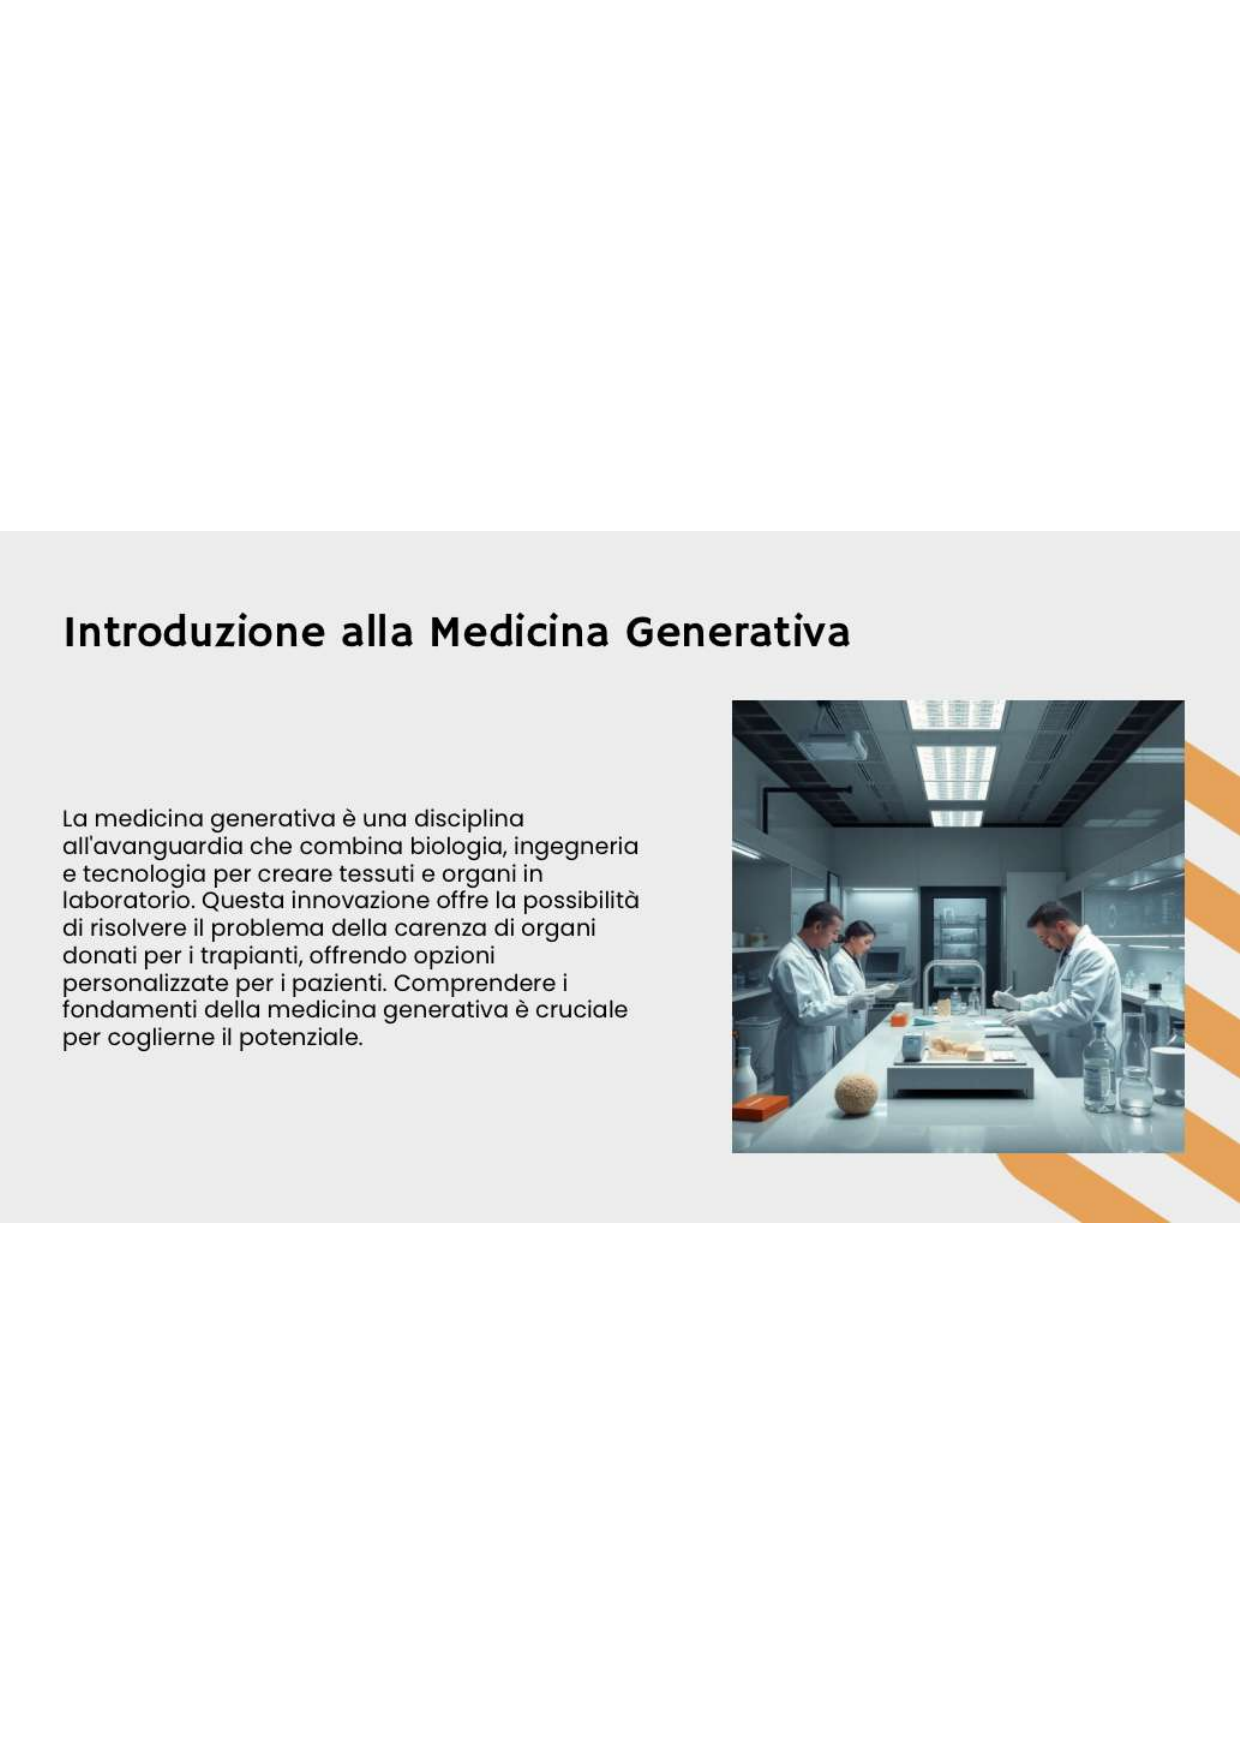 Introduzione alla Medicina Generativa
La medicina generativa è una disciplina
all'avanguardia che combina biologia, ingegneria
e tecnologia per creare tessuti e organi in
laboratorio. Questa innovazione offre la possibilità
di risolvere il problema della carenza di organi
donati per i trapianti, offrendo opzioni
personalizzate per i pazienti. Comprendere i
fondamenti della medicina generativa è cruciale
per coglierne il potenziale.